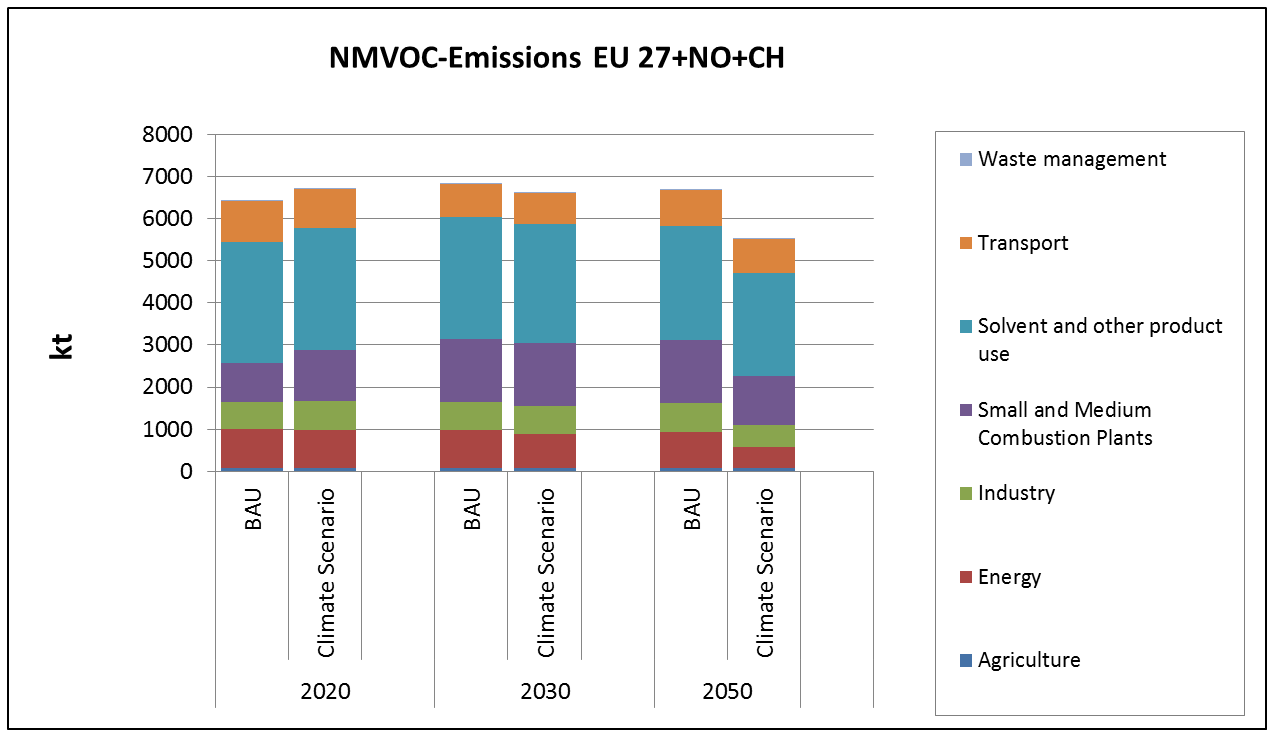 NMVOC-Emissions EU 27+NO+CH
kt
8000
7000
6000
5000
4000
3000
2000
1000
0
BAU
Climate Scenario
BAU
Climate Scenario
BAU
Climate Scenario
2020
2030
2050
Waste management
Transport
Solvent and other product
use
Small and Medium
Combustion Plants
Industry
Energy
Agriculture